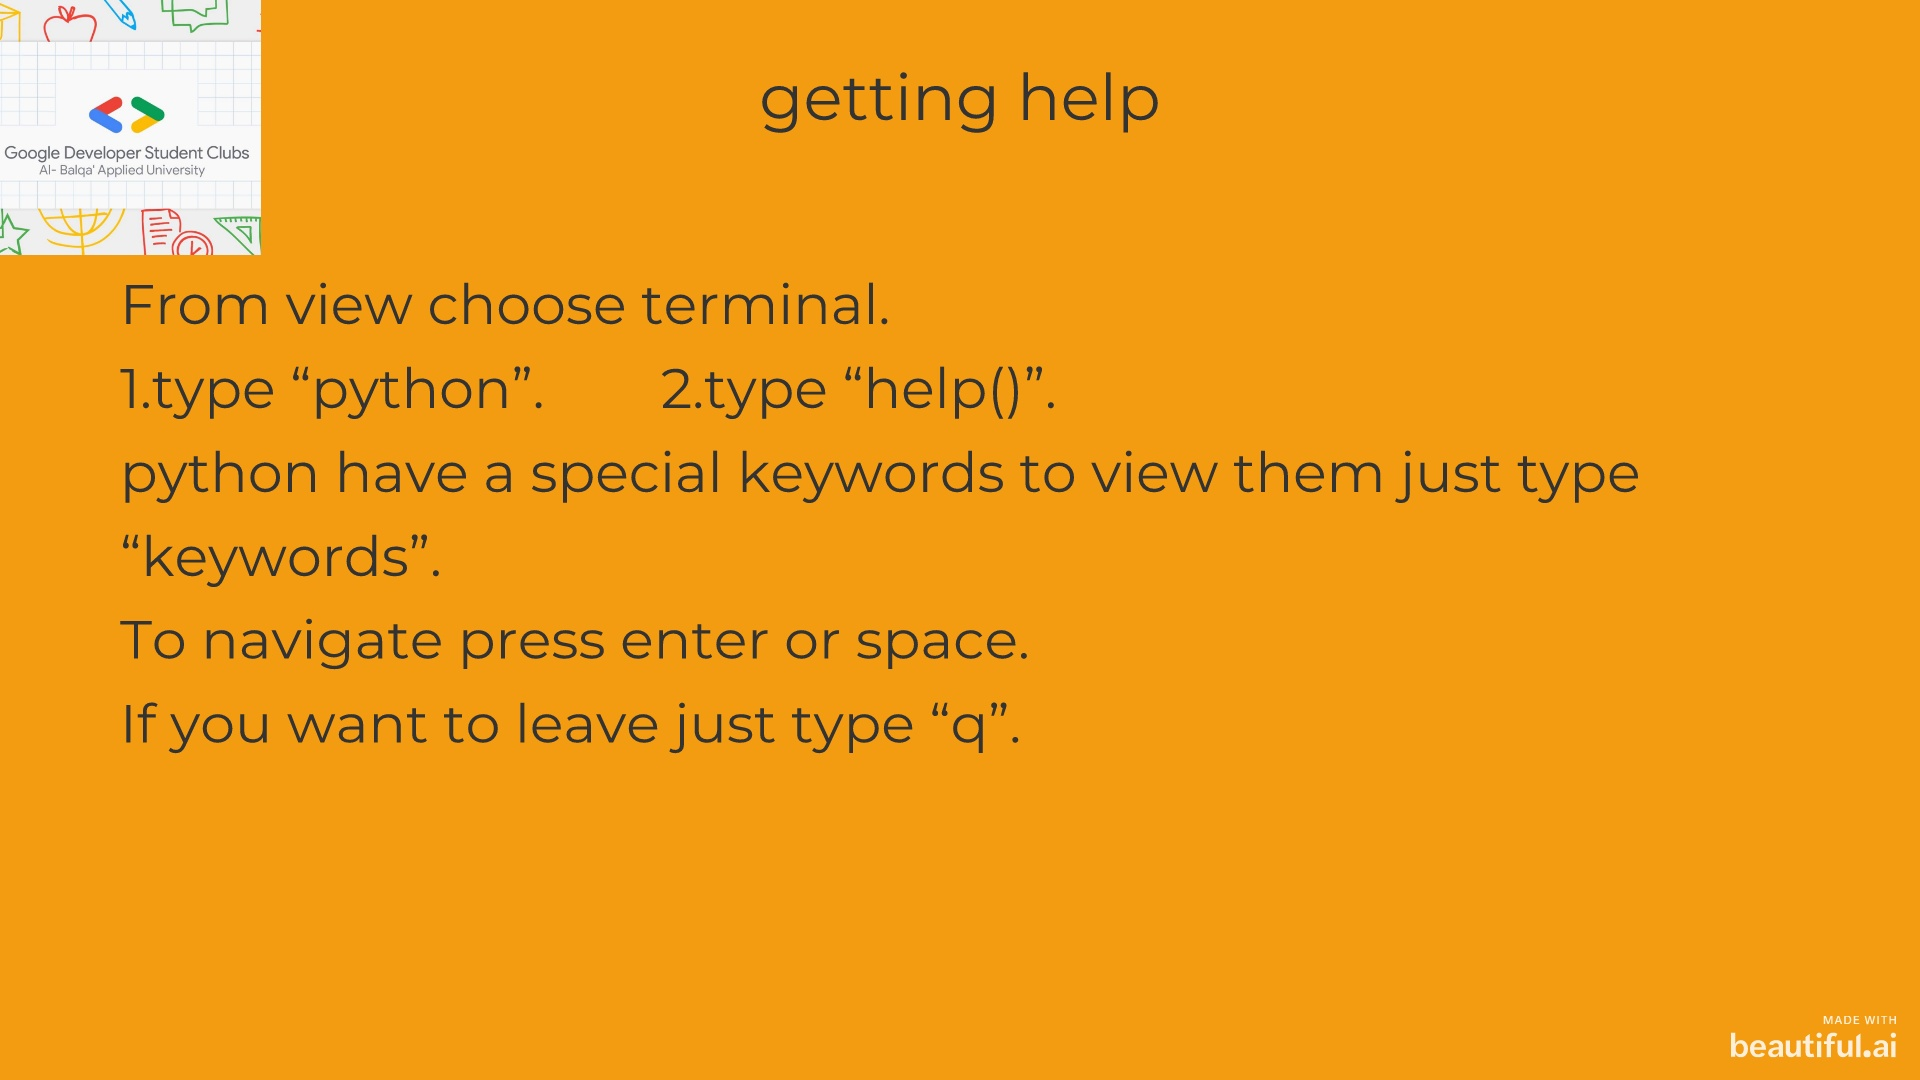 Google Developer Student Clubs
Al- Balqa' Applied University
getting help
From view choose terminal.
1.type “python”. 2.type “help()”.
python have a special keywords to view them just type
“keywords”.
To navigate press enter or space.
If you want to leave just type “q”.
MADE WITH
beautiful.ai